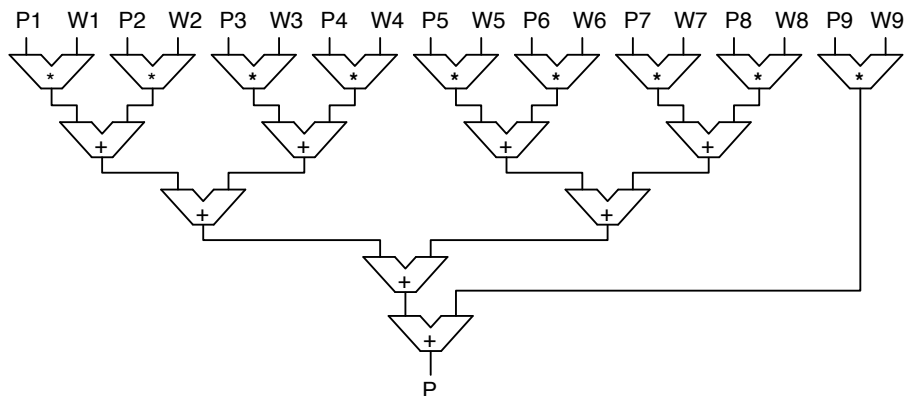 P1 W1 P2 W2 P3 W3 P4 W4 P5 W5 P6 W6 P7 W7 P8 W8 P9 W9
* * * * * * * * *
+ + + +
+ +
+
+
P